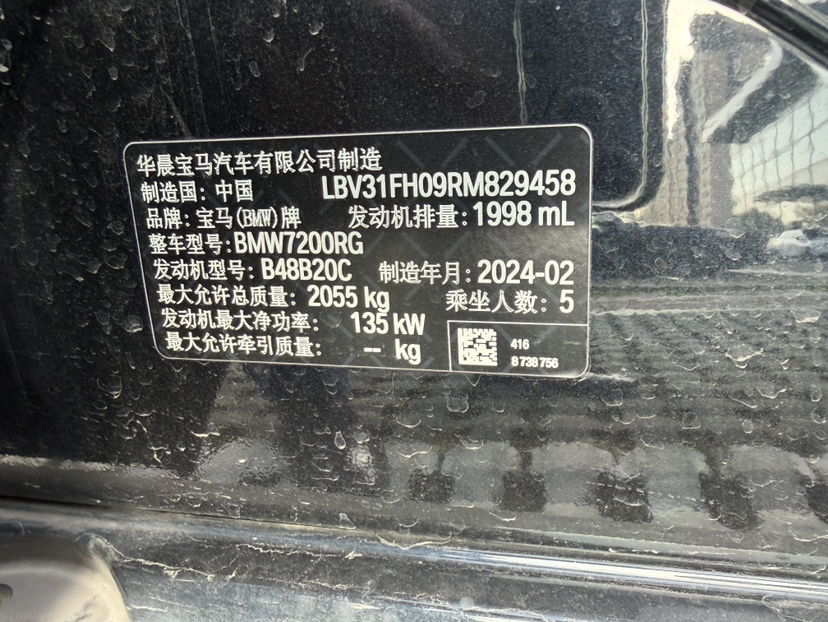 华晨宝马汽车有限公司制造
制造国：中国 LBV31FH09RM829458
品牌：宝马(BMW)牌 发动机排量：1998 mL
整车型号：BMW7200RG
发动机型号：B48B20C 制造年月：2024-02
最大允许总质量：2055 kg 乘坐人数：5
发动机最大净功率： 135 kW
最大允许牵引质量： -- kg
416
8 738 756